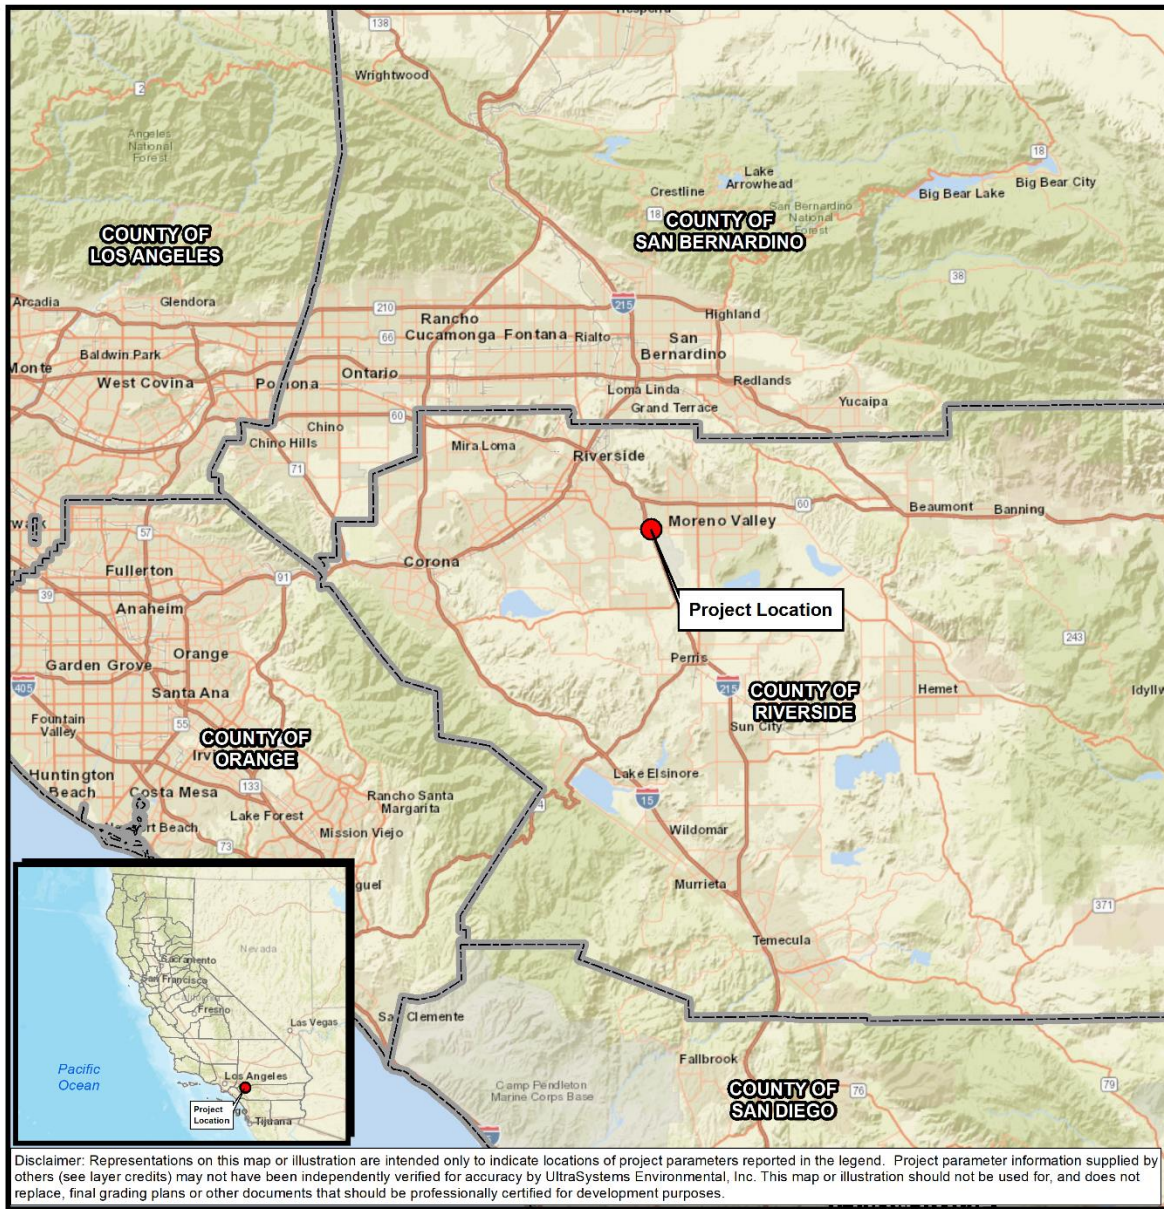 138
Wrightwood
2
Angeles
National
Forest
Lake
Arrowhead
Crestline
18
Big Bear City
Big Bear Lake
San Bernardino
National
Forest
18
COUNTY OF
LOS ANGELES
COUNTY OF
SAN BERNARDINO
38
Arcadia
Glendora
210
215
Highland
Rancho
Cucamonga
Fontana
Rialto
San
Bernardino
66
Baldwin Park
Monte
West Covina
Pomona
Ontario
Loma Linda
Redlands
Yucaipa
Grand Terrace
60
Chino
Chino Hills
Mira Loma
Riverside
71
60
Beaumont
Banning
Moreno Valley
57
Fullerton
Corona
91
39
Anaheim
Project Location
Orange
Garden Grove
243
Perris
405
Santa Ana
215
COUNTY OF
RIVERSIDE
Hemet
Fountain
Valley
55
Sun City
COUNTY OF
ORANGE
Huntington
Beach
Costa Mesa
133
Lake Elsinore
15
Rancho Santa
Margarita
Lake Forest
Mission Viejo
73
Wildomar
Murrieta
371
Temecula
Fallbrook
Camp Pendleton
Marine Corps Base
COUNTY OF
SAN DIEGO
76
79
Nevada
Sacramento
San Francisco
California
Fresno
Las Vegas
Pacific
Ocean
Los Angeles
Project
Location
Tijuana
Disclaimer: Representations on this map or illustration are intended only to indicate locations of project parameters reported in the legend. Project parameter information supplied by
others (see layer credits) may not have been independently verified for accuracy by UltraSystems Environmental, Inc. This map or illustration should not be used for, and does not
replace, final grading plans or other documents that should be professionally certified for development purposes.